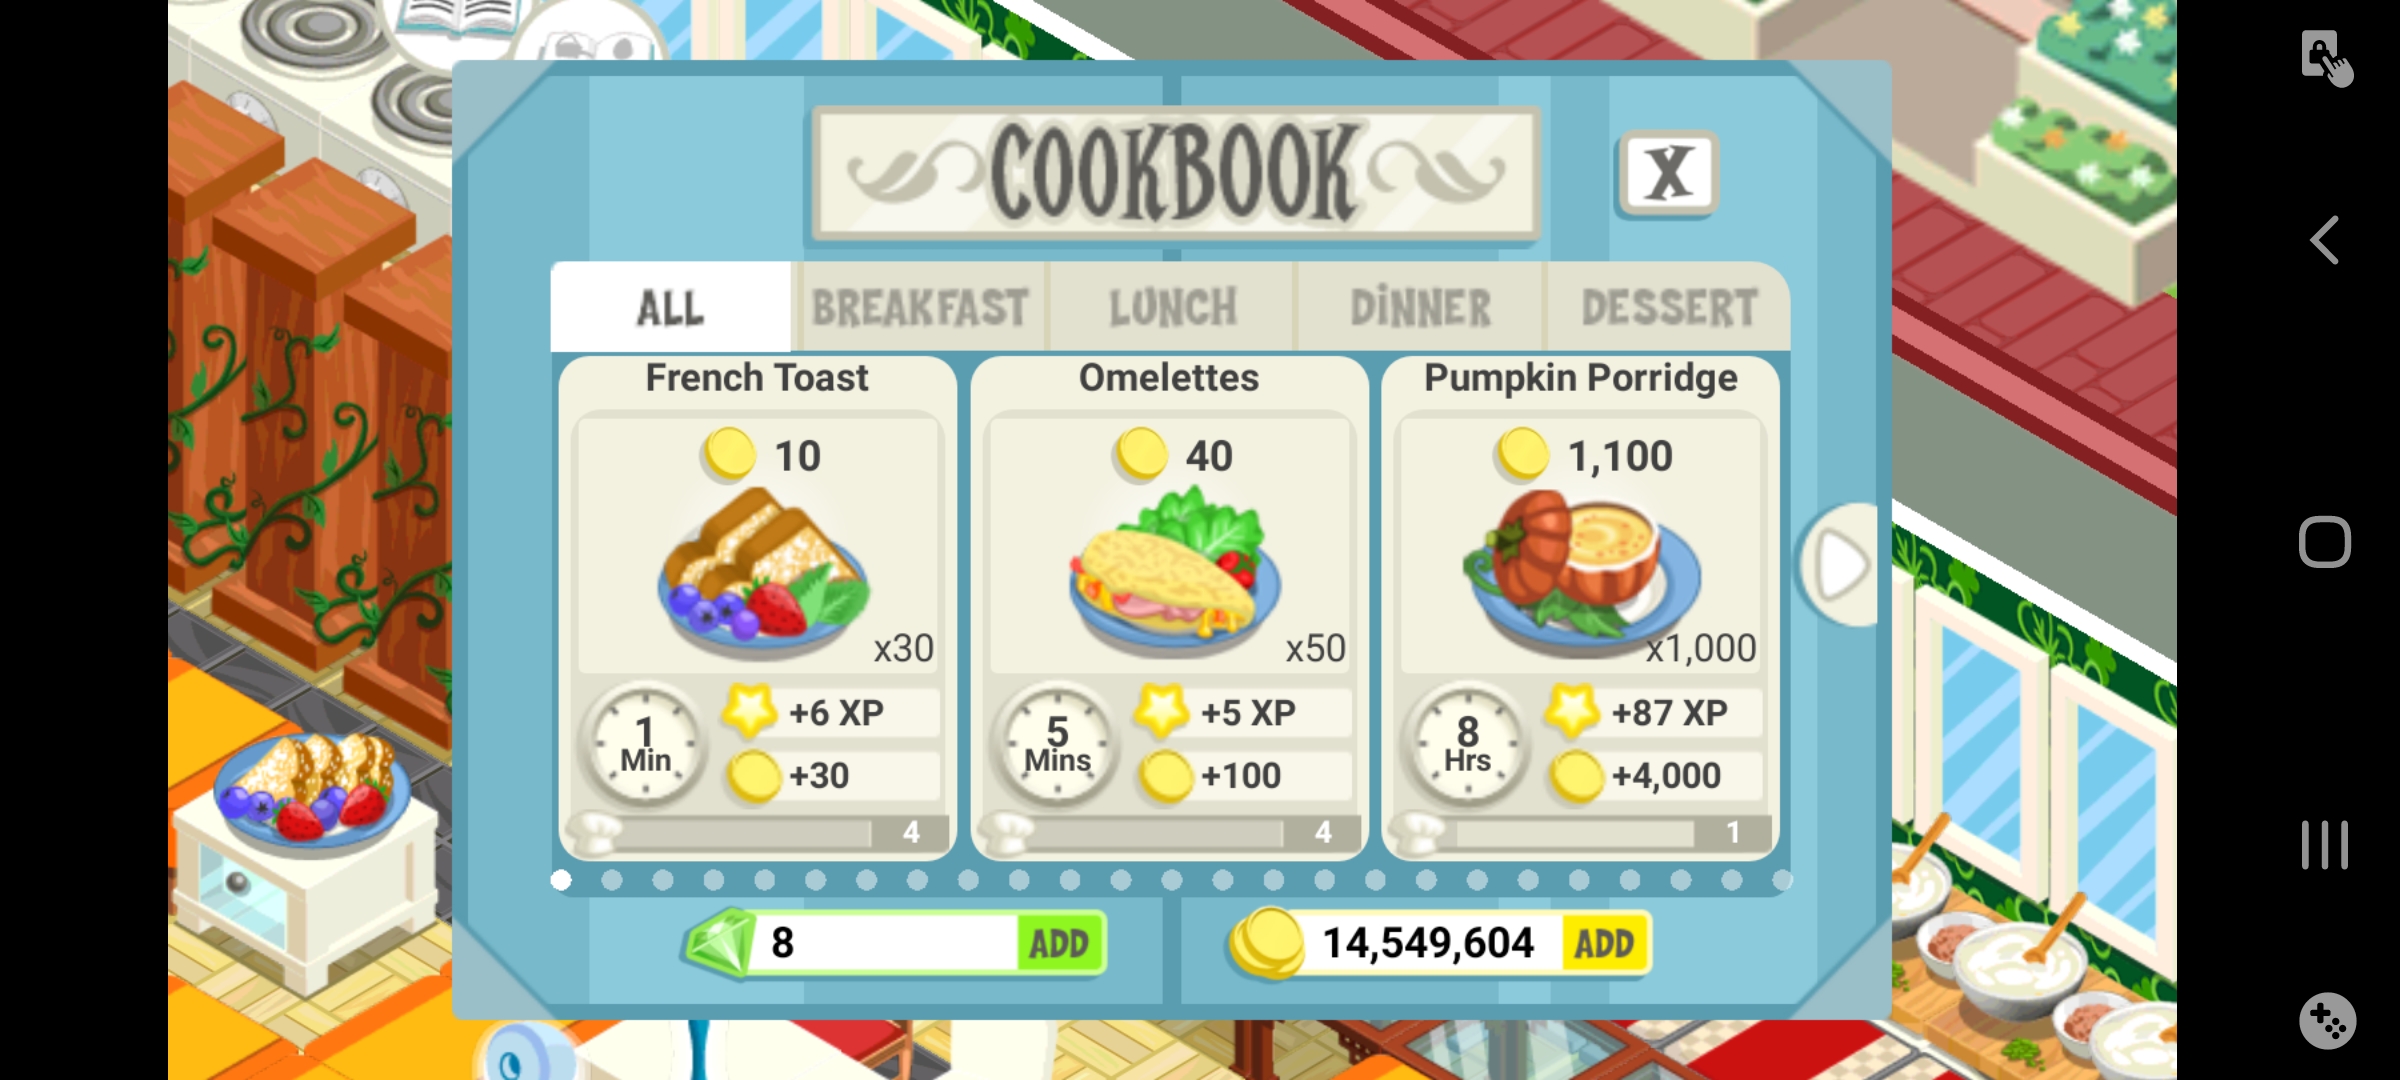 COOKBOOK
X
ALL
BREAKFAST
LUNCH
DINNER
DESSERT
French Toast
10
x30
1
Min
+6 XP
+30
4
Omelettes
40
x50
5
Mins
+5 XP
+100
4
Pumpkin Porridge
1,100
x1,000
8
Hrs
+87 XP
+4,000
1
8
ADD
14,549,604
ADD